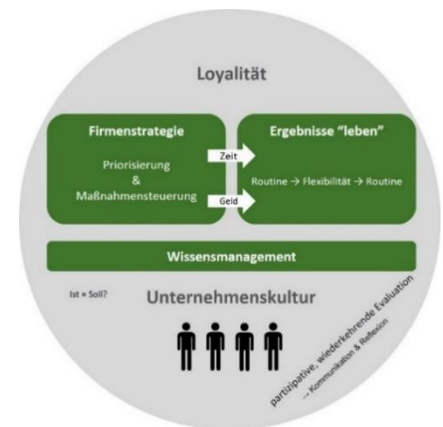 Loyalität
Firmenstrategie
Priorisierung
&
Maßnahmensteuerung
Zeit
Geld
Ergebnisse “leben”
Routine → Flexibilität → Routine
Wissensmanagement
Ist = Soll?
Unternehmenskultur
partizipative, wiederkehrende Evaluation
→ Kommunikation & Reflexion